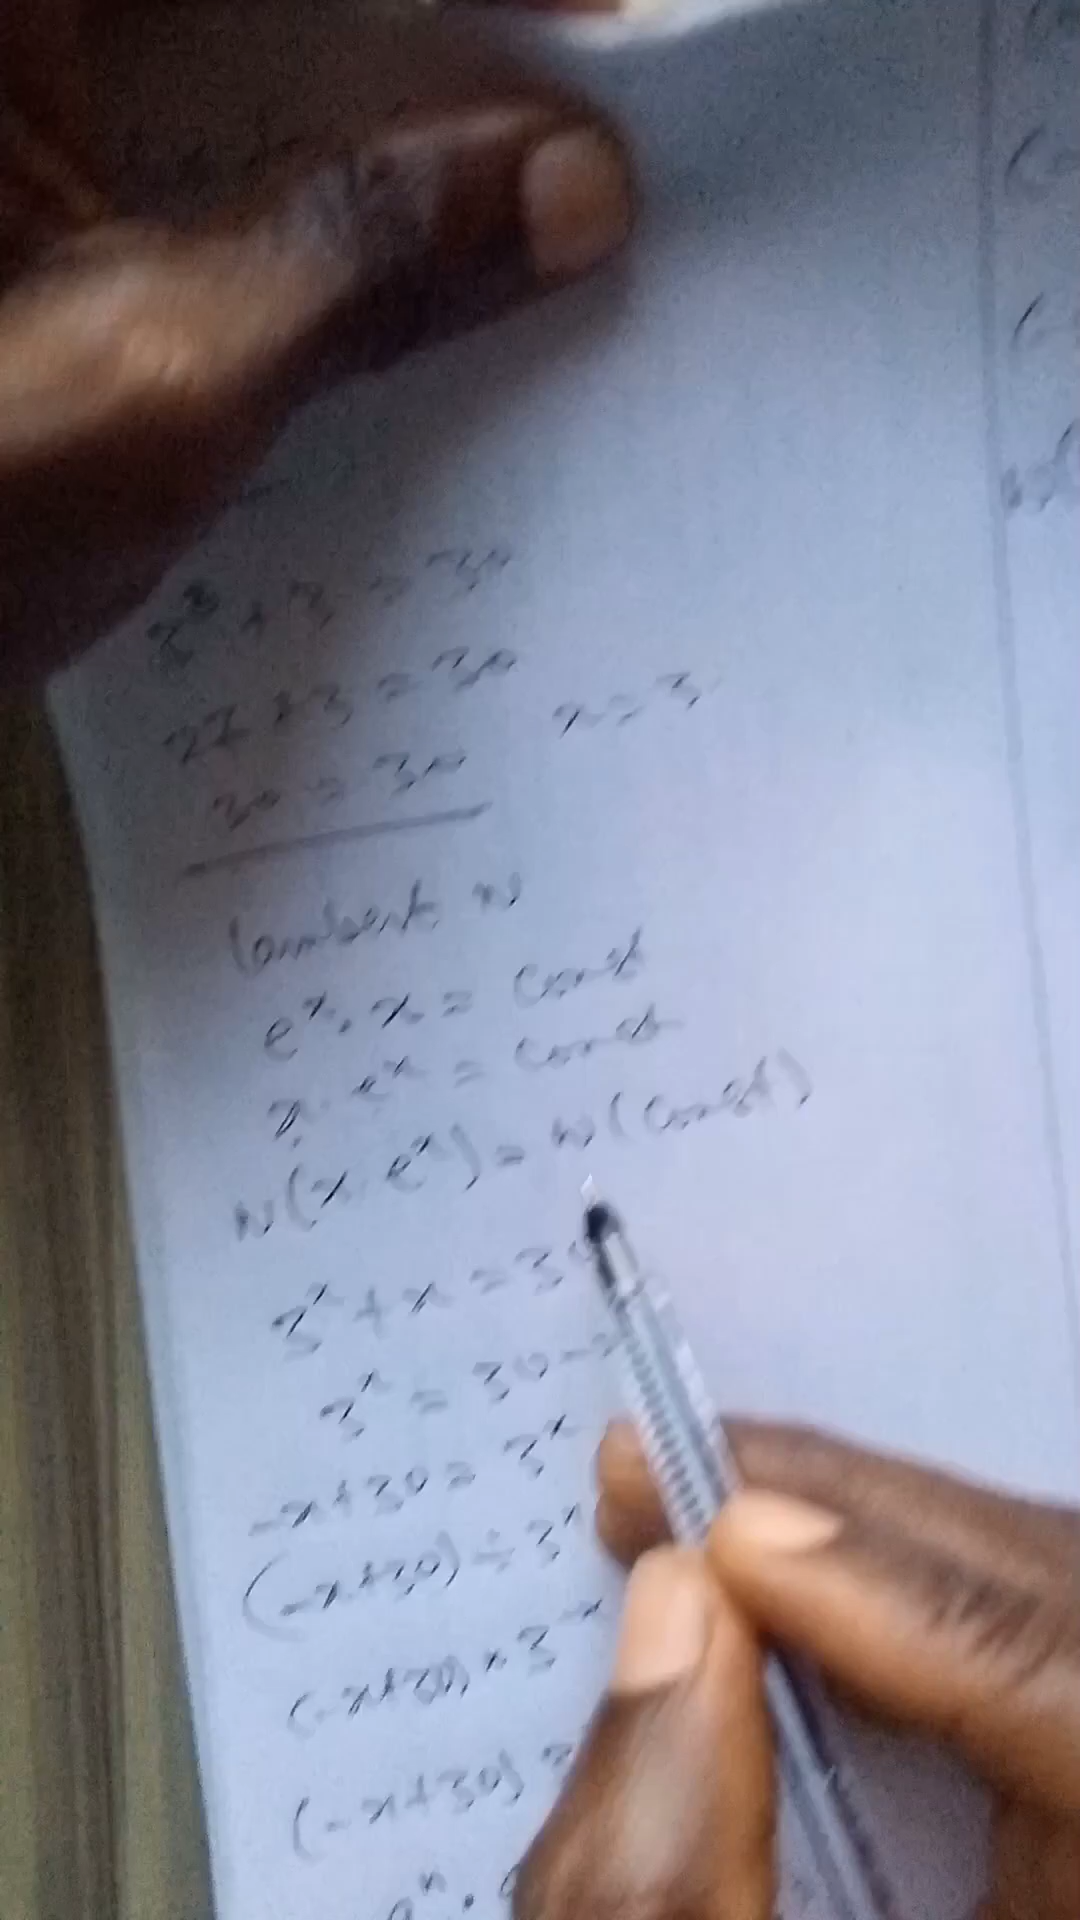 3³ + 3 = 30
27 + 3 = 30
30 = 30 x = 3
lambert W
eˣ · x = const
x · eˣ = const
W(x · eˣ) = W(const)
3ˣ + x = 30
3ˣ = 30 -
-x + 30 = 3ˣ
(-x + 30) ÷ 3ˣ
(-x + 30) × 3⁻ˣ
(-x + 30)